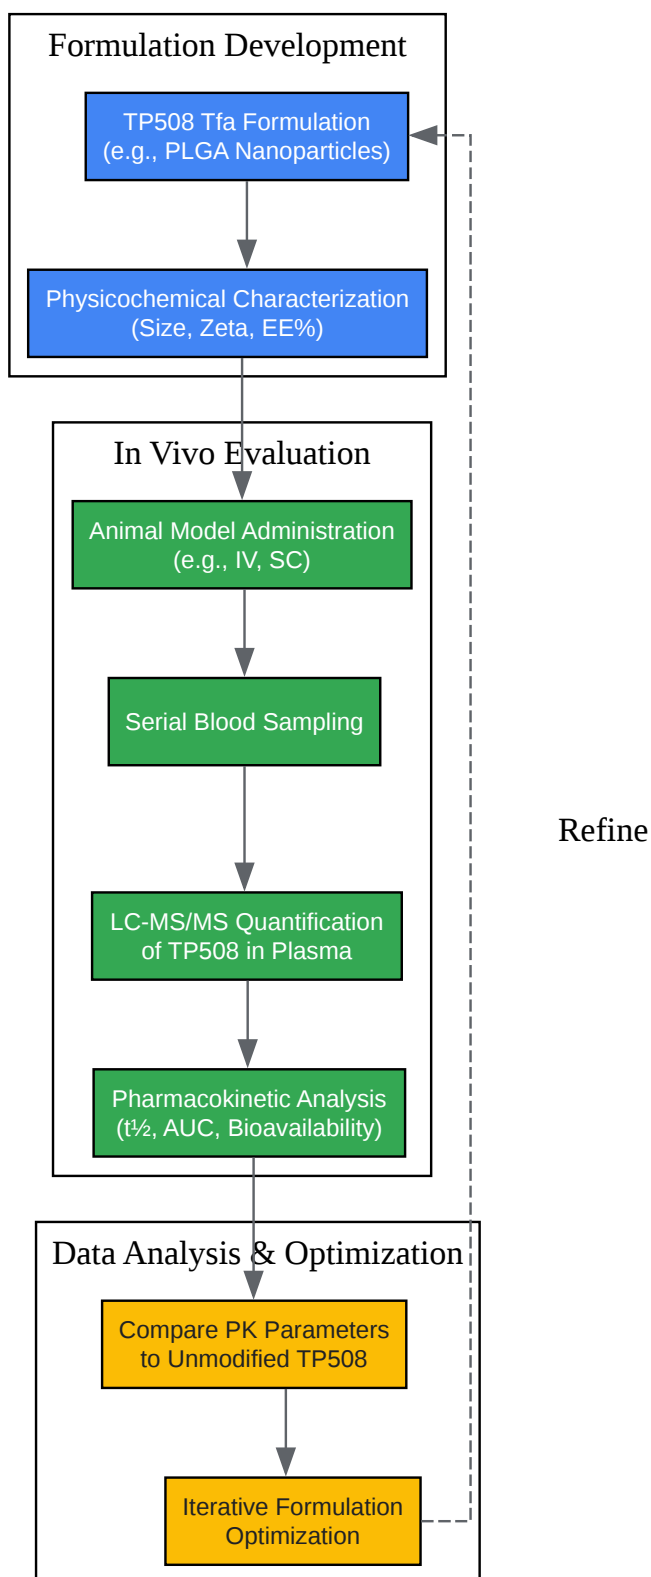 Formulation Development
TP508 Tfa Formulation
(e.g., PLGA Nanoparticles)
Physicochemical Characterization
(Size, Zeta, EE%)
In Vivo Evaluation
Animal Model Administration
(e.g., IV, SC)
Serial Blood Sampling
Refine
LC-MS/MS Quantification
of TP508 in Plasma
Pharmacokinetic Analysis
(t½, AUC, Bioavailability)
Data Analysis & Optimization
Compare PK Parameters
to Unmodified TP508
Iterative Formulation
Optimization